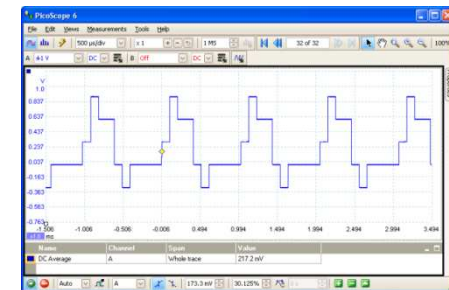 PicoScope 6
File Edit Views Measurements Tools Help
500 µs/div x 1 1 MS 32 of 32 100%
A ±1 V DC B Off DC
V
1.0
0.837
0.637
0.437
0.237
0.037
-0.163
-0.363
-0.563
-0.763
-1.506 -1.006 -0.506 -0.006 0.494 0.994 1.494 1.994 2.494 2.994 3.494
ms
Name Channel Span Value
DC Average A Whole trace 217.2 mV
Auto A 173.3 mV 30.125%